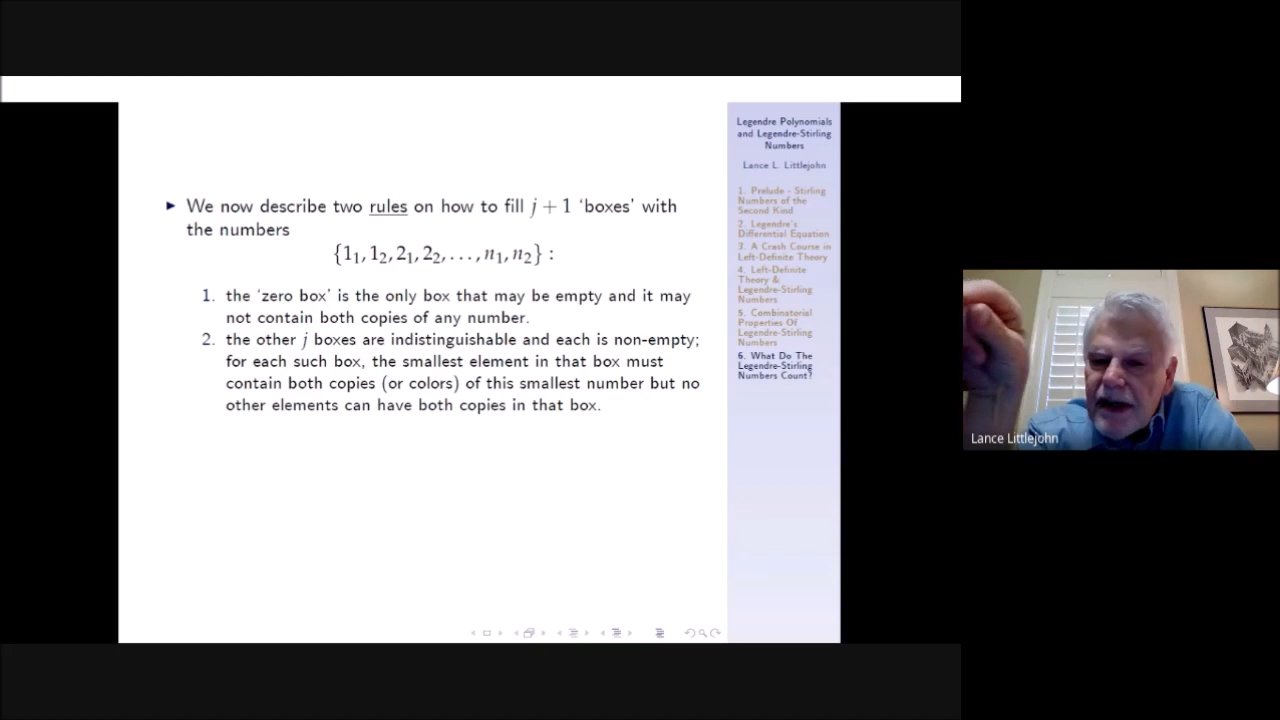 ► We now describe two rules on how to fill j + 1 ‘boxes’ with
the numbers
{1₁, 1₂, 2₁, 2₂, . . . , n₁, n₂} :
1. the ‘zero box’ is the only box that may be empty and it may
not contain both copies of any number.
2. the other j boxes are indistinguishable and each is non-empty;
for each such box, the smallest element in that box must
contain both copies (or colors) of this smallest number but no
other elements can have both copies in that box.
Legendre Polynomials
and Legendre-Stirling
Numbers
Lance L. Littlejohn
1. Prelude - Stirling
Numbers of the
Second Kind
2. Legendre's
Differential Equation
3. A Crash Course in
Left-Definite Theory
4. Left-Definite
Theory &
Legendre-Stirling
Numbers
5. Combinatorial
Properties Of
Legendre-Stirling
Numbers
6. What Do The
Legendre-Stirling
Numbers Count?
Lance Littlejohn